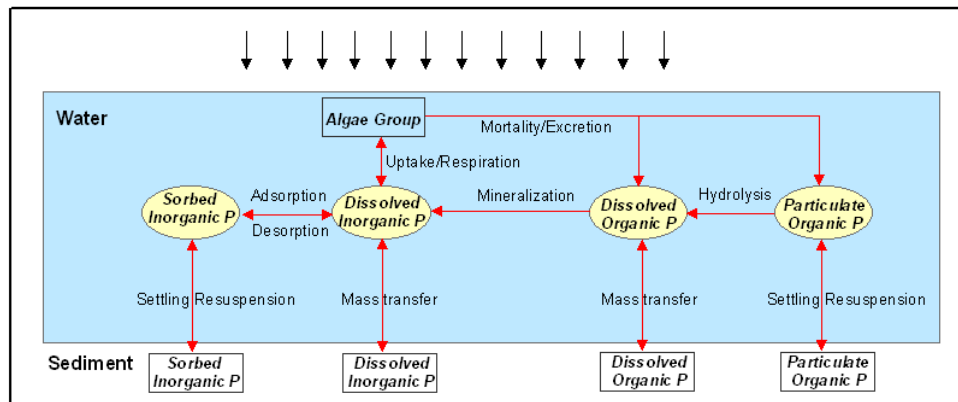 Water
Algae Group
Mortality/Excretion
Uptake/Respiration
Sorbed
Inorganic P
Adsorption
Desorption
Dissolved
Inorganic P
Mineralization
Dissolved
Organic P
Hydrolysis
Particulate
Organic P
Settling Resuspension
Mass transfer
Mass transfer
Settling Resuspension
Sediment
Sorbed
Inorganic P
Dissolved
Inorganic P
Dissolved
Organic P
Particulate
Organic P